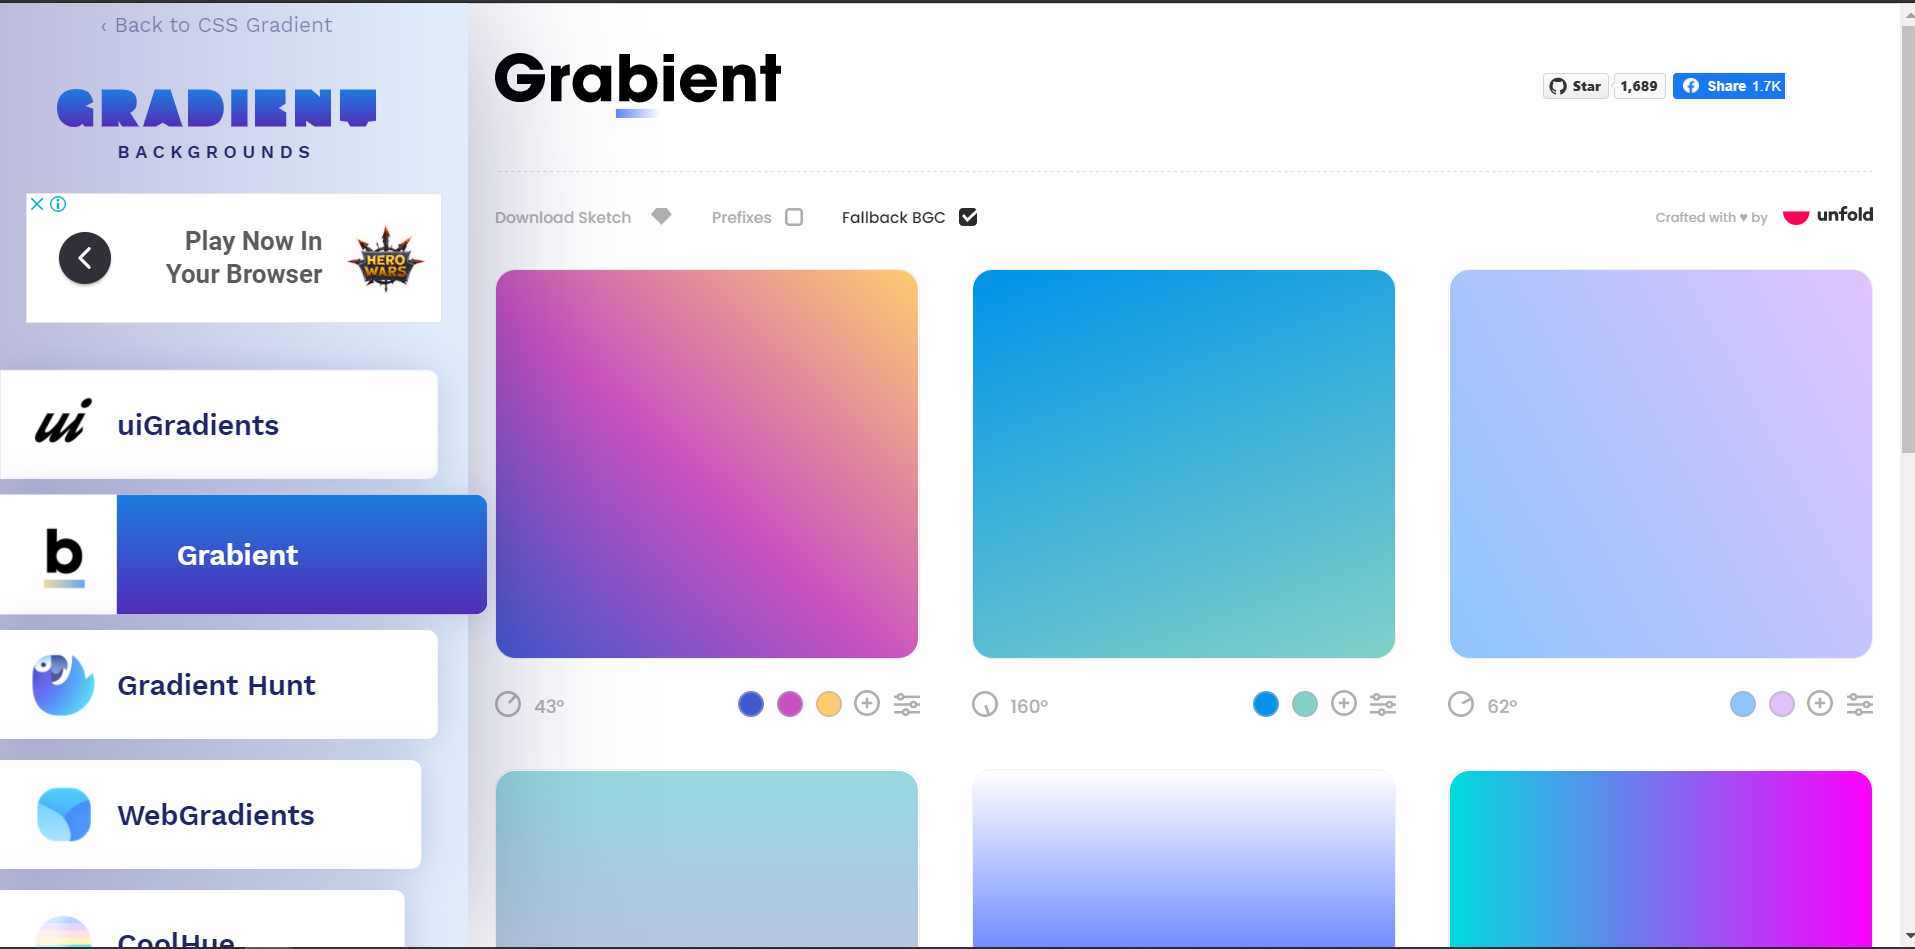 ‹ Back to CSS Gradient
GRADIENT
BACKGROUNDS
Play Now In
Your Browser
HERO
WARS
ui
uiGradients
b
Grabient
Gradient Hunt
WebGradients
CoolHue
Grabient
Star
1,689
Share 1.7K
Download Sketch
Prefixes
Fallback BGC
Crafted with ♥ by
unfold
43°
160°
62°